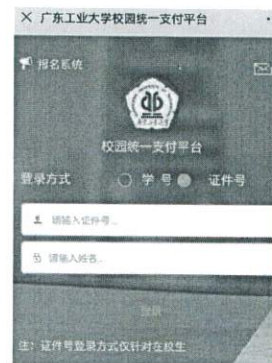 × 广东工业大学校园统一支付平台
报名系统
校园统一支付平台
登录方式 学 号 证件号
请输入证件号...
请输入姓名...
登录
注：证件号登录方式仅针对在校生